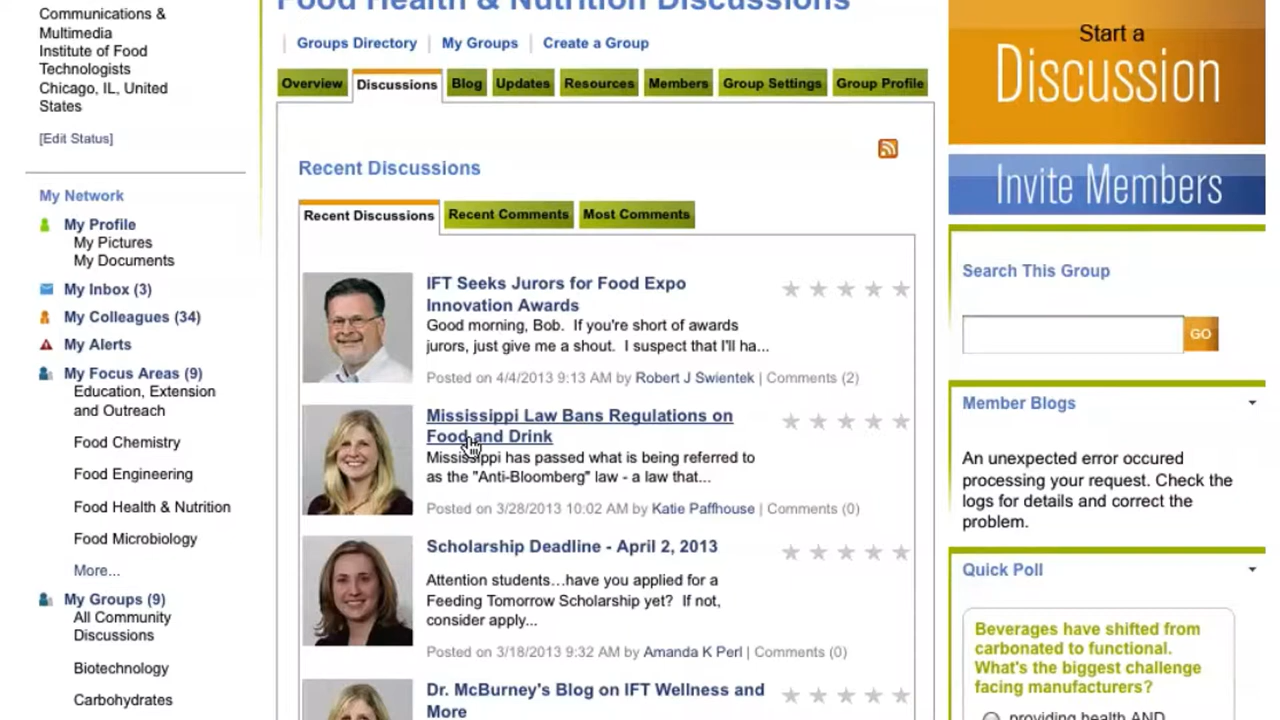 Communications &
Multimedia
Institute of Food
Technologists
Chicago, IL, United
States
[Edit Status]
My Network
My Profile
My Pictures
My Documents
My Inbox (3)
My Colleagues (34)
My Alerts
My Focus Areas (9)
Education, Extension
and Outreach
Food Chemistry
Food Engineering
Food Health & Nutrition
Food Microbiology
More...
My Groups (9)
All Community
Discussions
Biotechnology
Carbohydrates
Food Health & Nutrition Discussions
Groups Directory My Groups Create a Group
Overview Discussions Blog Updates Resources Members Group Settings Group Profile
Recent Discussions
Recent Discussions Recent Comments Most Comments
IFT Seeks Jurors for Food Expo
Innovation Awards
Good morning, Bob. If you're short of awards
jurors, just give me a shout. I suspect that I'll ha...
Posted on 4/4/2013 9:13 AM by Robert J Swientek | Comments (2)
Mississippi Law Bans Regulations on
Food and Drink
Mississippi has passed what is being referred to
as the "Anti-Bloomberg" law - a law that...
Posted on 3/28/2013 10:02 AM by Katie Paffhouse | Comments (0)
Scholarship Deadline - April 2, 2013
Attention students…have you applied for a
Feeding Tomorrow Scholarship yet? If not,
consider apply...
Posted on 3/18/2013 9:32 AM by Amanda K Perl | Comments (0)
Dr. McBurney's Blog on IFT Wellness and
More
Start a
Discussion
Invite Members
Search This Group
GO
Member Blogs
An unexpected error occured
processing your request. Check the
logs for details and correct the
problem.
Quick Poll
Beverages have shifted from
carbonated to functional.
What's the biggest challenge
facing manufacturers?
providing health AND